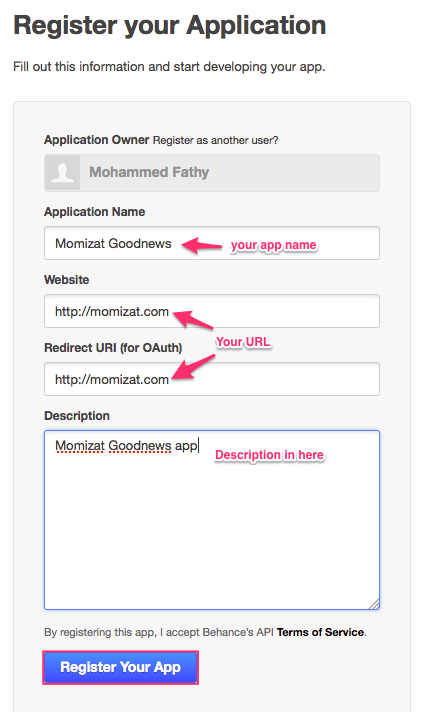 Register your Application
Fill out this information and start developing your app.
Application Owner Register as another user?
Mohammed Fathy
Application Name
Momizat Goodnews
your app name
Website
http://momizat.com
Your URL
Redirect URI (for OAuth)
http://momizat.com
Description
Momizat Goodnews app
Description in here
By registering this app, I accept Behance's API Terms of Service.
Register Your App